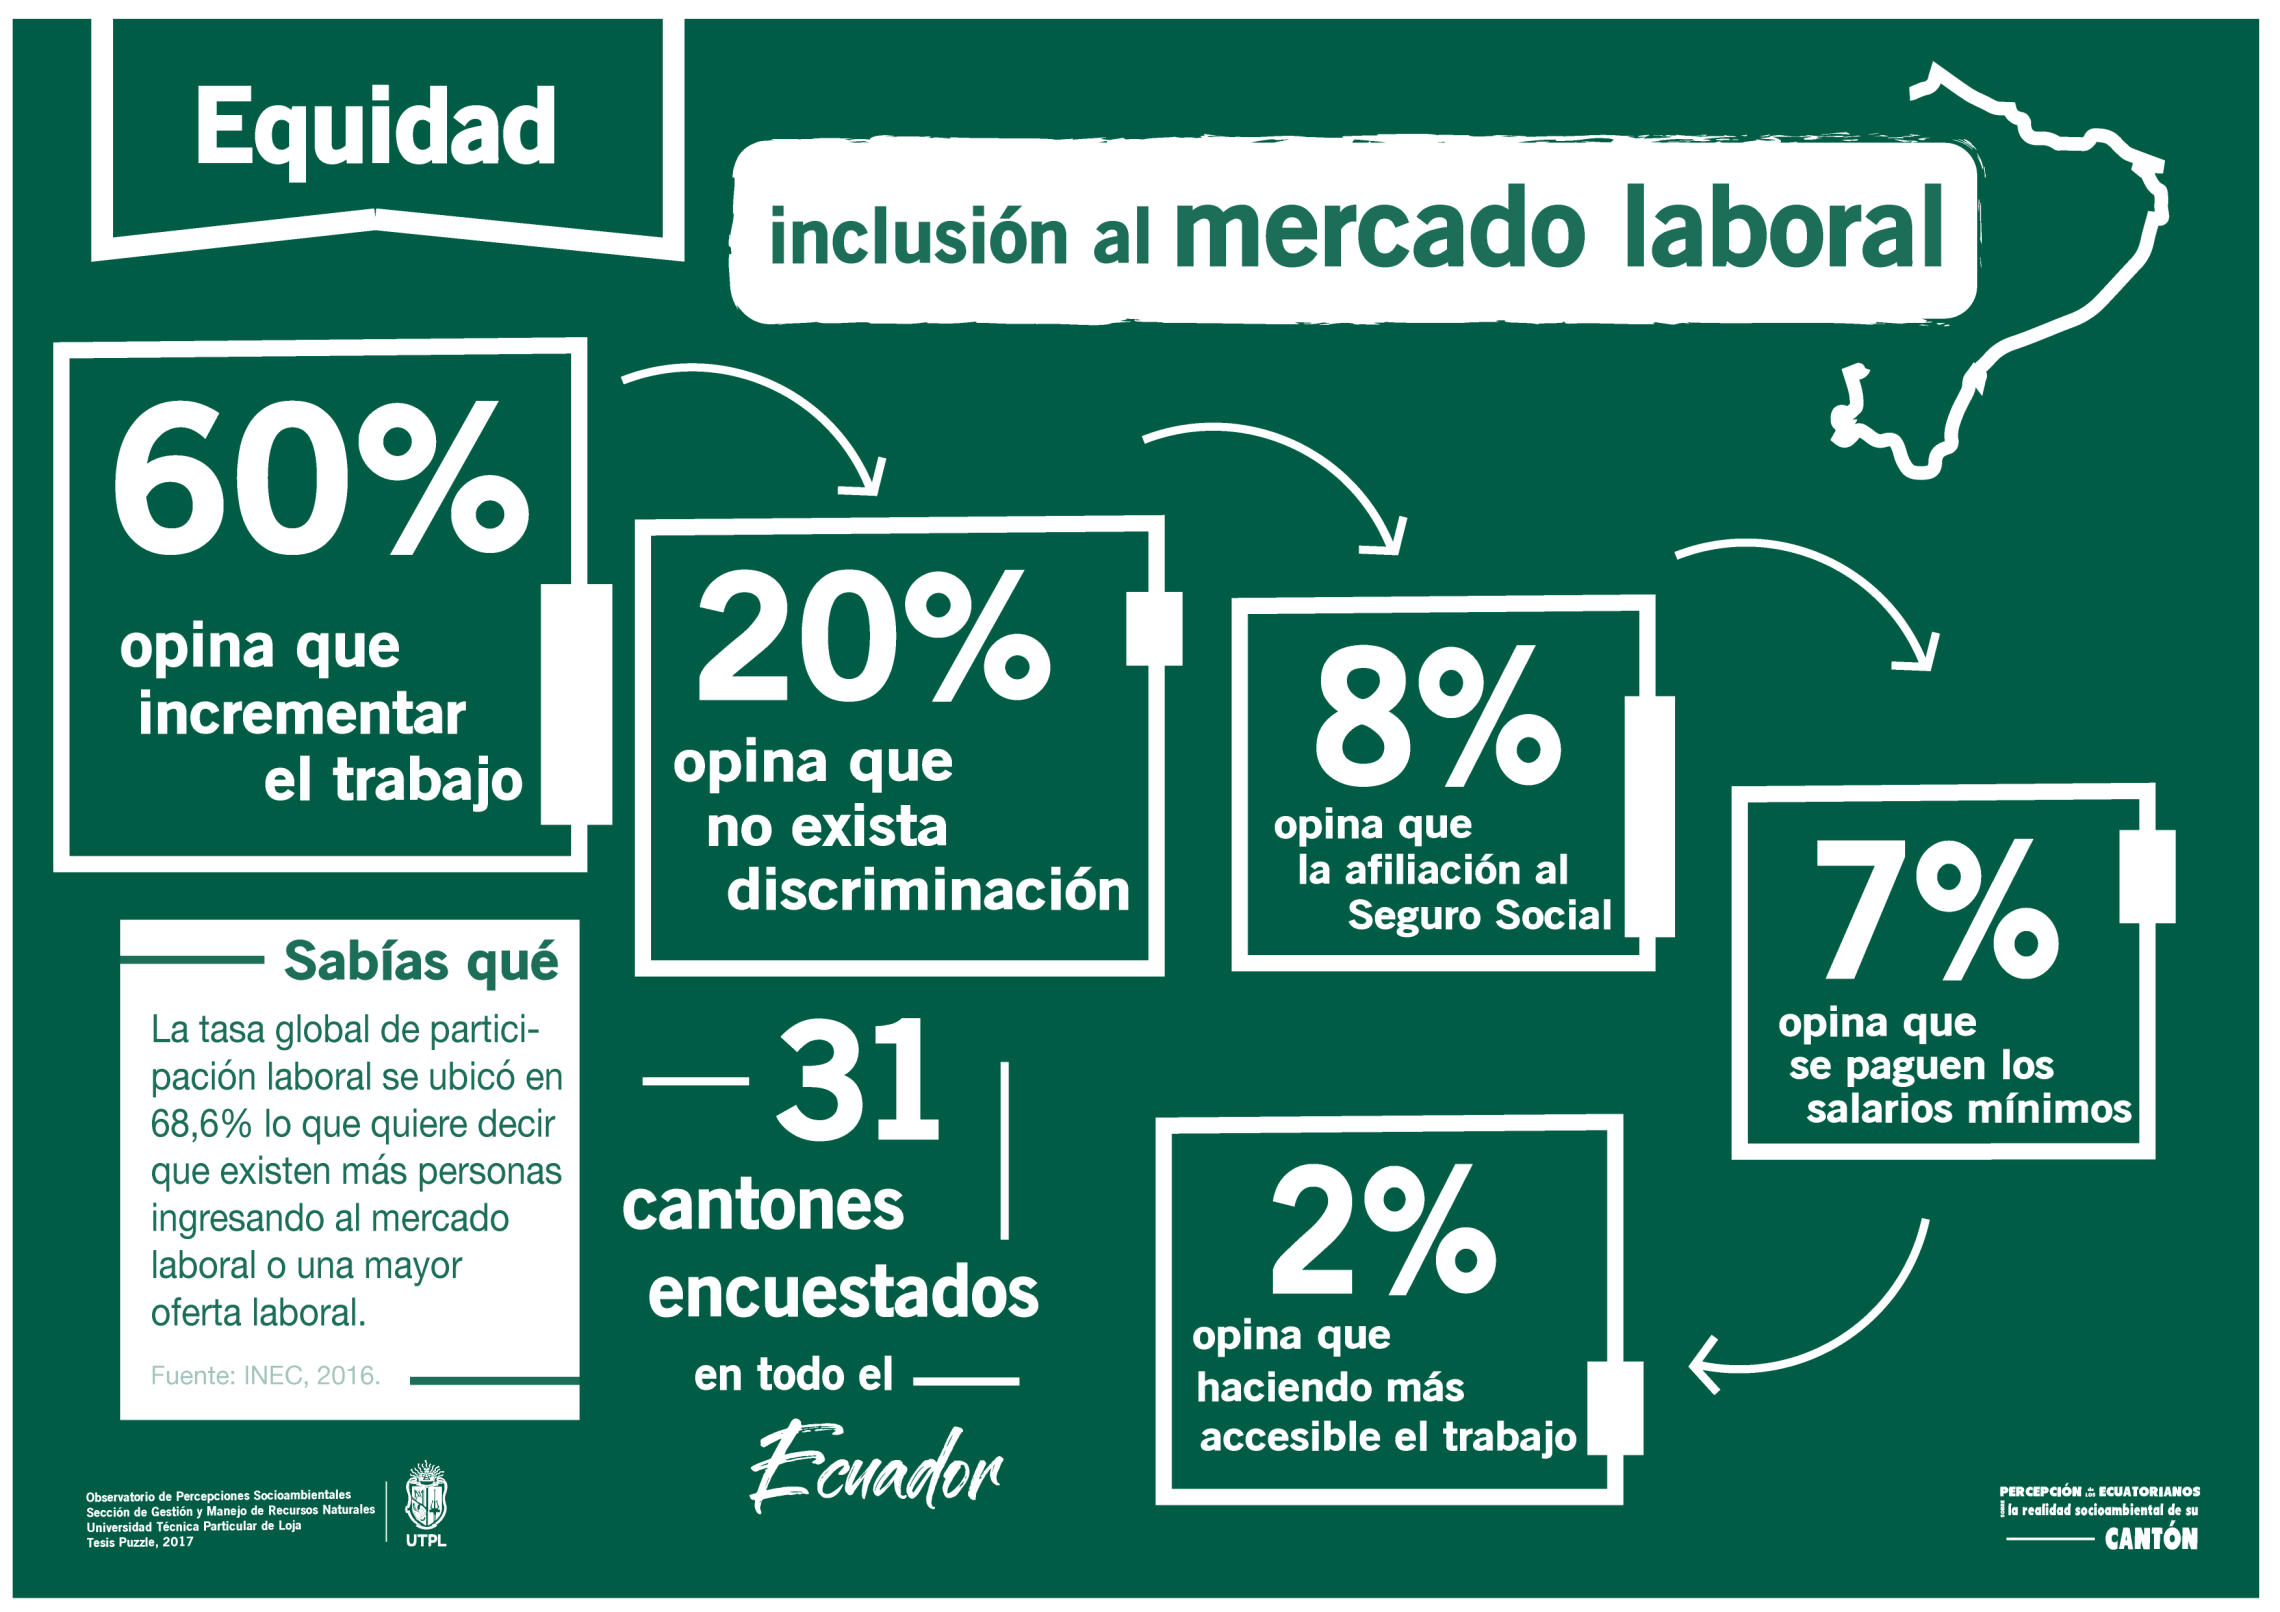 Equidad
inclusión al mercado laboral
60%
opina que
incrementar
el trabajo
20%
opina que
no exista
discriminación
8%
opina que
la afiliación al
Seguro Social
7%
opina que
se paguen los
salarios mínimos
2%
opina que
haciendo más
accesible el trabajo
Sabías qué
La tasa global de partici-
pación laboral se ubicó en
68,6% lo que quiere decir
que existen más personas
ingresando al mercado
laboral o una mayor
oferta laboral.
Fuente: INEC, 2016.
31
cantones
encuestados
en todo el
Ecuador
Observatorio de Percepciones Socioambientales
Sección de Gestión y Manejo de Recursos Naturales
Universidad Técnica Particular de Loja
Tesis Puzzle, 2017
UTPL
PERCEPCIÓN de LOS ECUATORIANOS
SOBRE la realidad socioambiental de su
CANTÓN